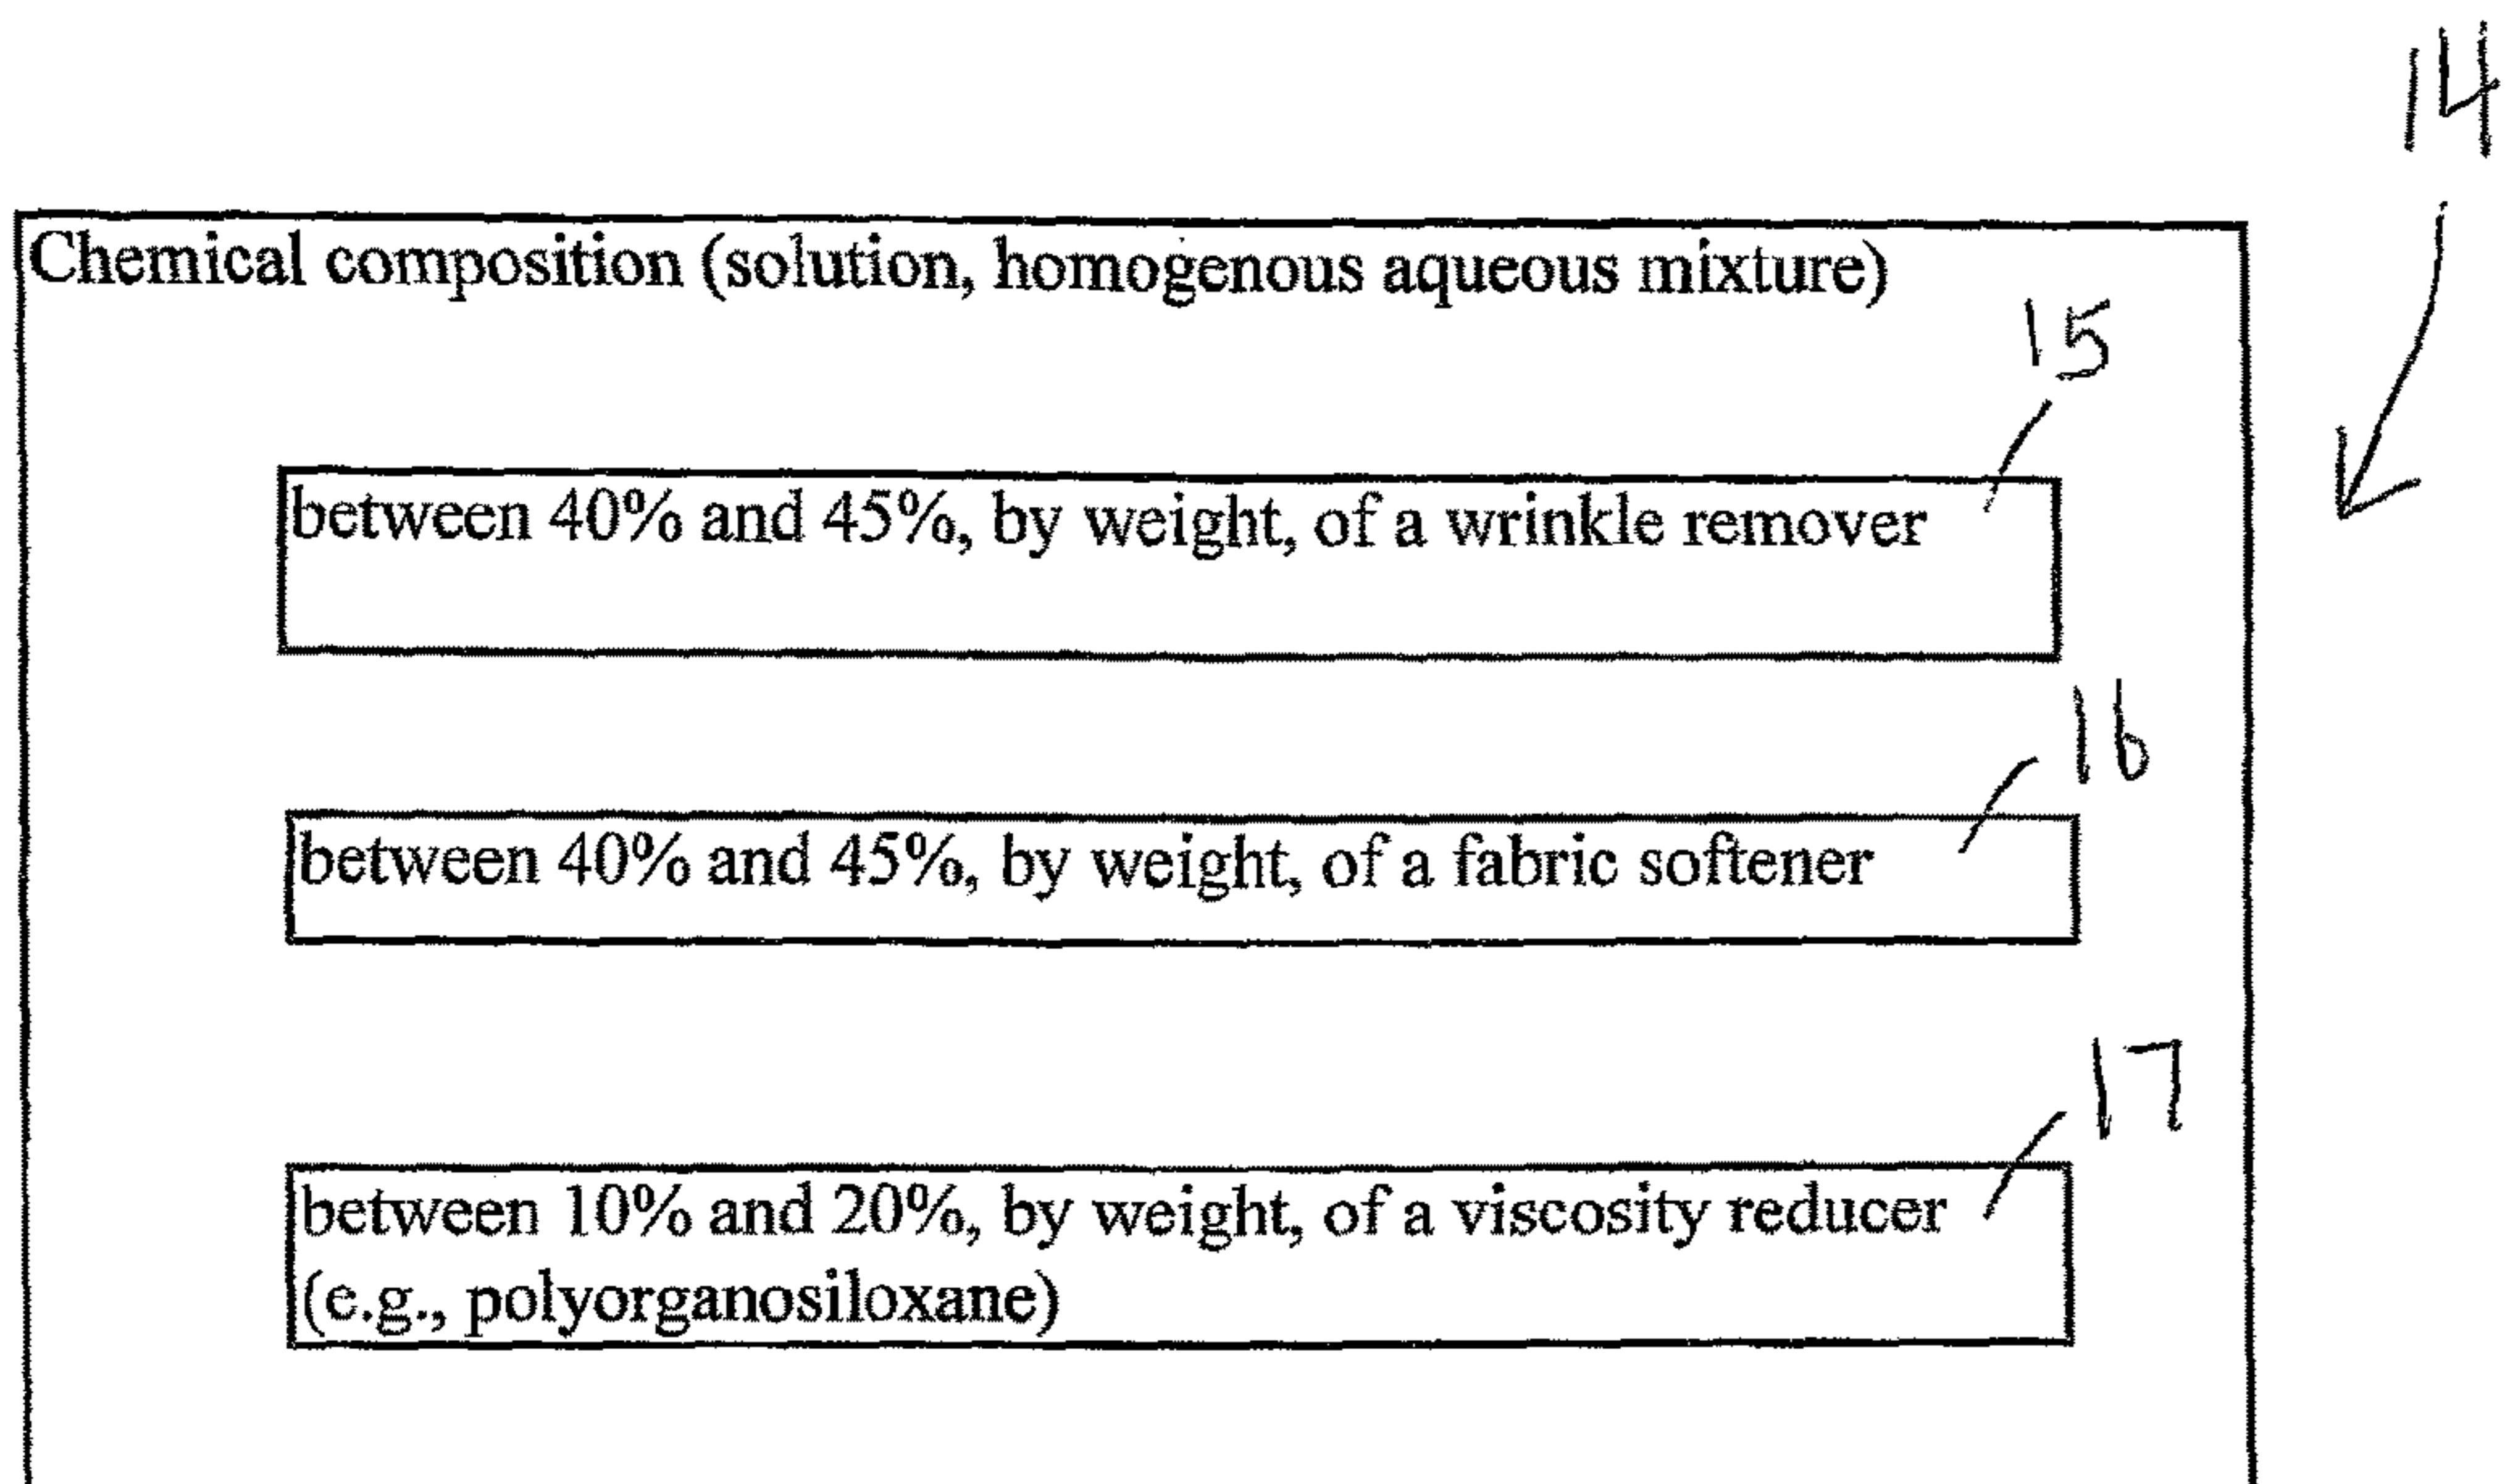 14
Chemical composition (solution, homogenous aqueous mixture)
15
between 40% and 45%, by weight, of a wrinkle remover
16
between 40% and 45%, by weight, of a fabric softener
17
between 10% and 20%, by weight, of a viscosity reducer
(e.g., polyorganosiloxane)